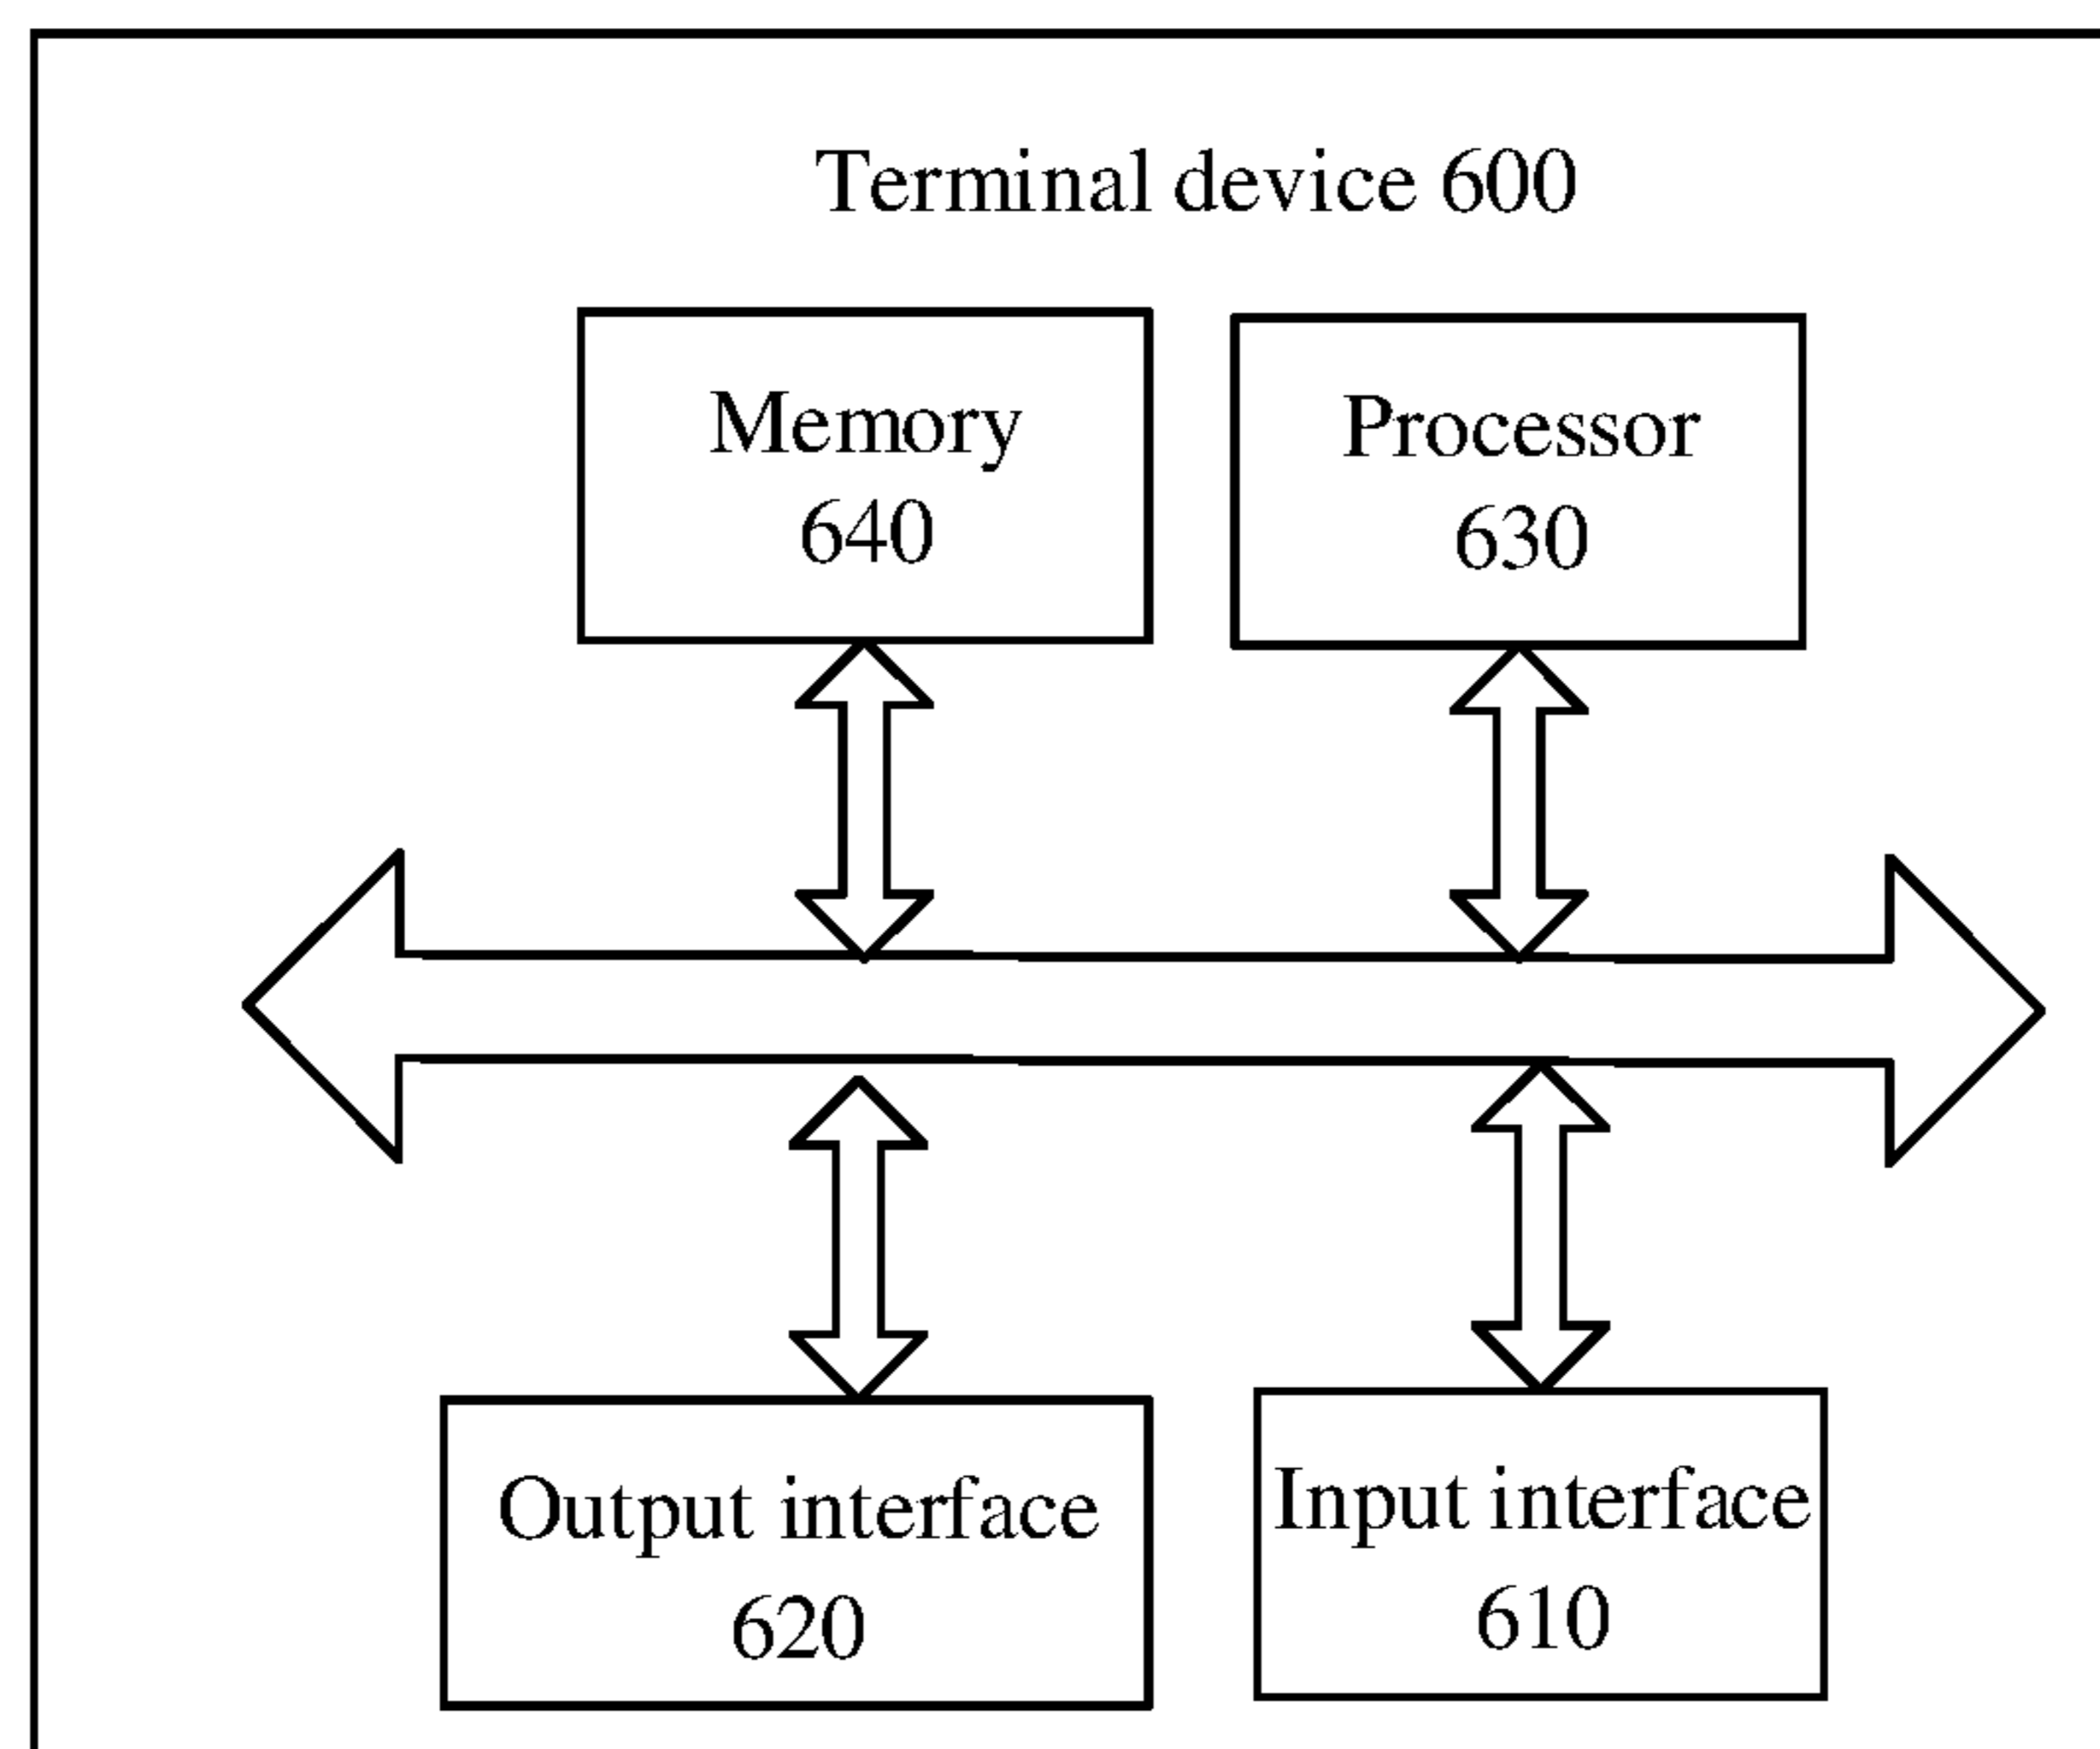 Terminal device 600
Memory
640
Processor
630
Output interface
620
Input interface
610